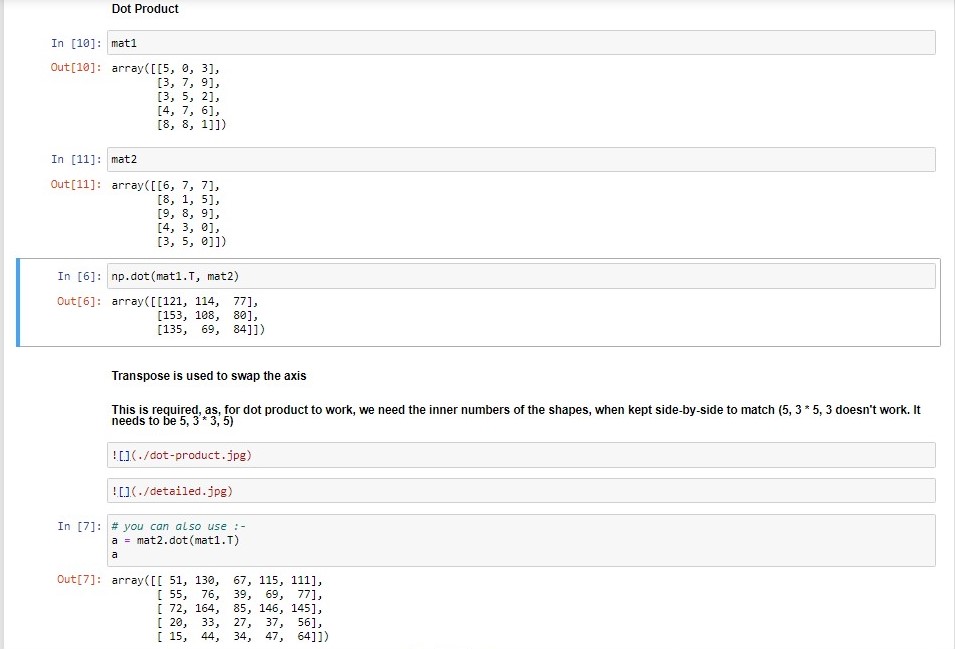 Dot Product
In [10]: mat1
Out[10]: array([[5, 0, 3],
[3, 7, 9],
[3, 5, 2],
[4, 7, 6],
[8, 8, 1]])
In [11]: mat2
Out[11]: array([[6, 7, 7],
[8, 1, 5],
[9, 8, 9],
[4, 3, 0],
[3, 5, 0]])
In [6]: np.dot(mat1.T, mat2)
Out[6]: array([[121, 114, 77],
[153, 108, 80],
[135, 69, 84]])
Transpose is used to swap the axis
This is required, as, for dot product to work, we need the inner numbers of the shapes, when kept side-by-side to match (5, 3 * 5, 3 doesn't work. It
needs to be 5, 3 * 3, 5)
![](./dot-product.jpg)
![](./detailed.jpg)
In [7]: # you can also use :-
a = mat2.dot(mat1.T)
a
Out[7]: array([[ 51, 130, 67, 115, 111],
[ 55, 76, 39, 69, 77],
[ 72, 164, 85, 146, 145],
[ 20, 33, 27, 37, 56],
[ 15, 44, 34, 47, 64]])